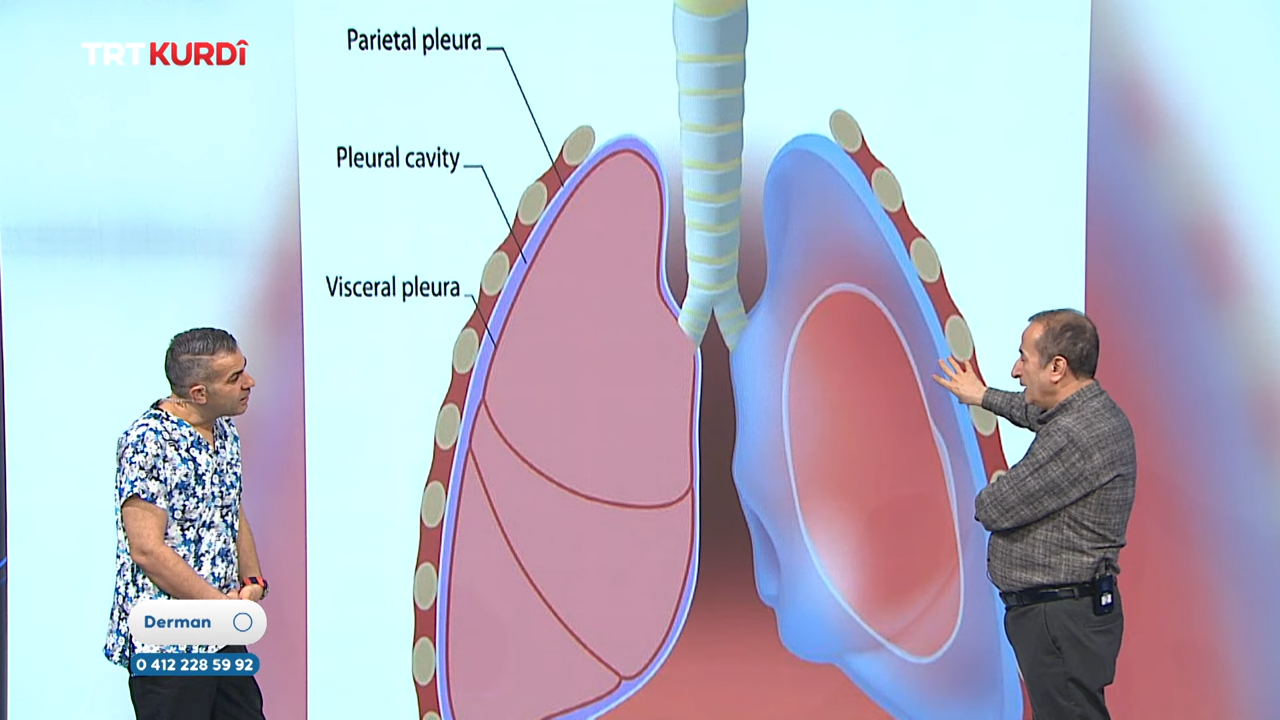 TRT KURDÎ
Parietal pleura
Pleural cavity
Visceral pleura
Derman
0 412 228 59 92